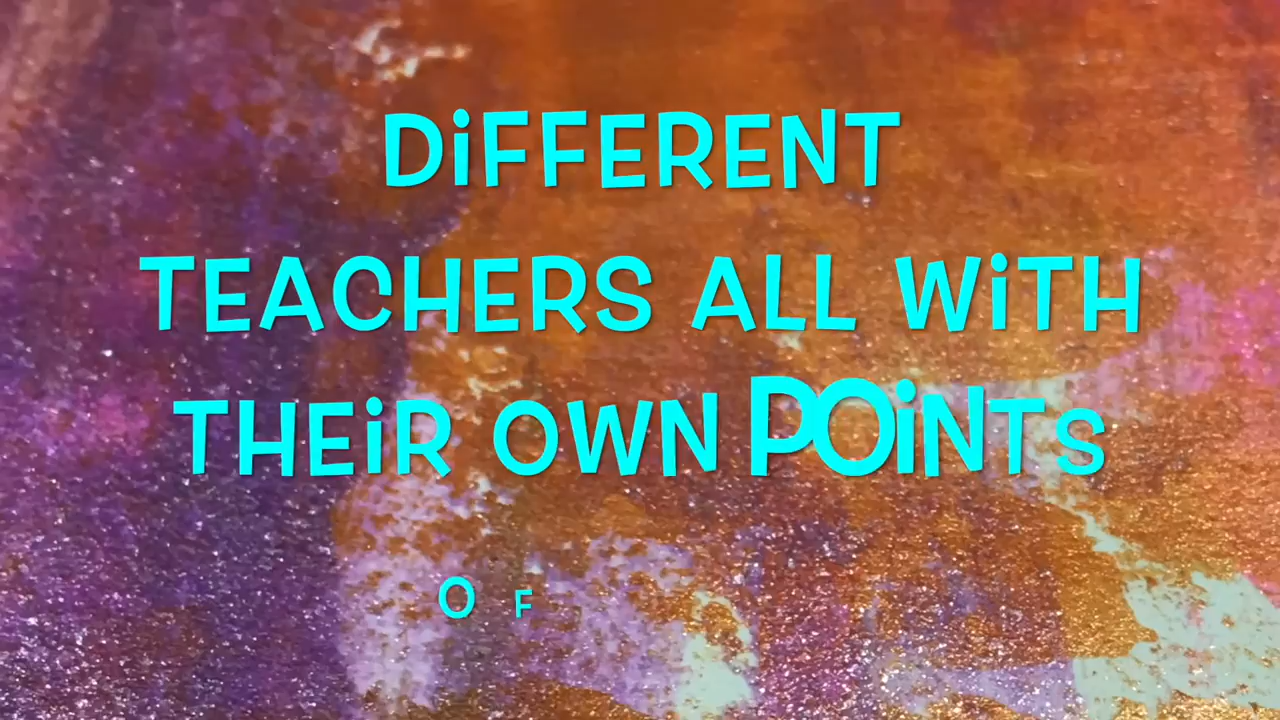 DiFFERENT
TEACHERS ALL WiTH
THEiR OWN POiNTS
OF